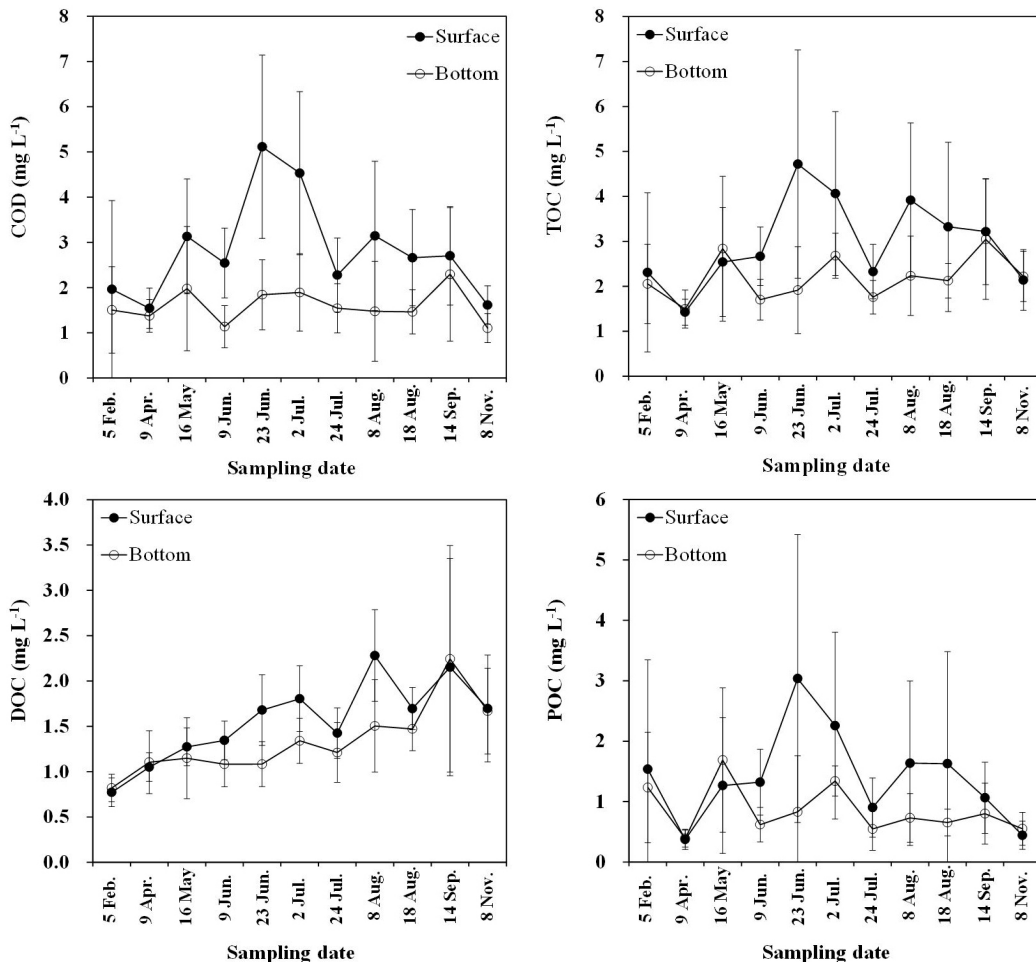 8
7
6
5
4
3
2
1
0
COD (mg L-1)
Surface
Bottom
5 Feb.
9 Apr.
16 May
9 Jun.
23 Jun.
2 Jul.
24 Jul.
8 Aug.
18 Aug.
14 Sep.
8 Nov.
Sampling date
8
7
6
5
4
3
2
1
0
TOC (mg L-1)
Surface
Bottom
5 Feb.
9 Apr.
16 May
9 Jun.
23 Jun.
2 Jul.
24 Jul.
8 Aug.
18 Aug.
14 Sep.
8 Nov.
Sampling date
4.0
3.5
3.0
2.5
2.0
1.5
1.0
0.5
0.0
DOC (mg L-1)
Surface
Bottom
5 Feb.
9 Apr.
16 May
9 Jun.
23 Jun.
2 Jul.
24 Jul.
8 Aug.
18 Aug.
14 Sep.
8 Nov.
Sampling date
6
5
4
3
2
1
0
POC (mg L-1)
Surface
Bottom
5 Feb.
9 Apr.
16 May
9 Jun.
23 Jun.
2 Jul.
24 Jul.
8 Aug.
18 Aug.
14 Sep.
8 Nov.
Sampling date